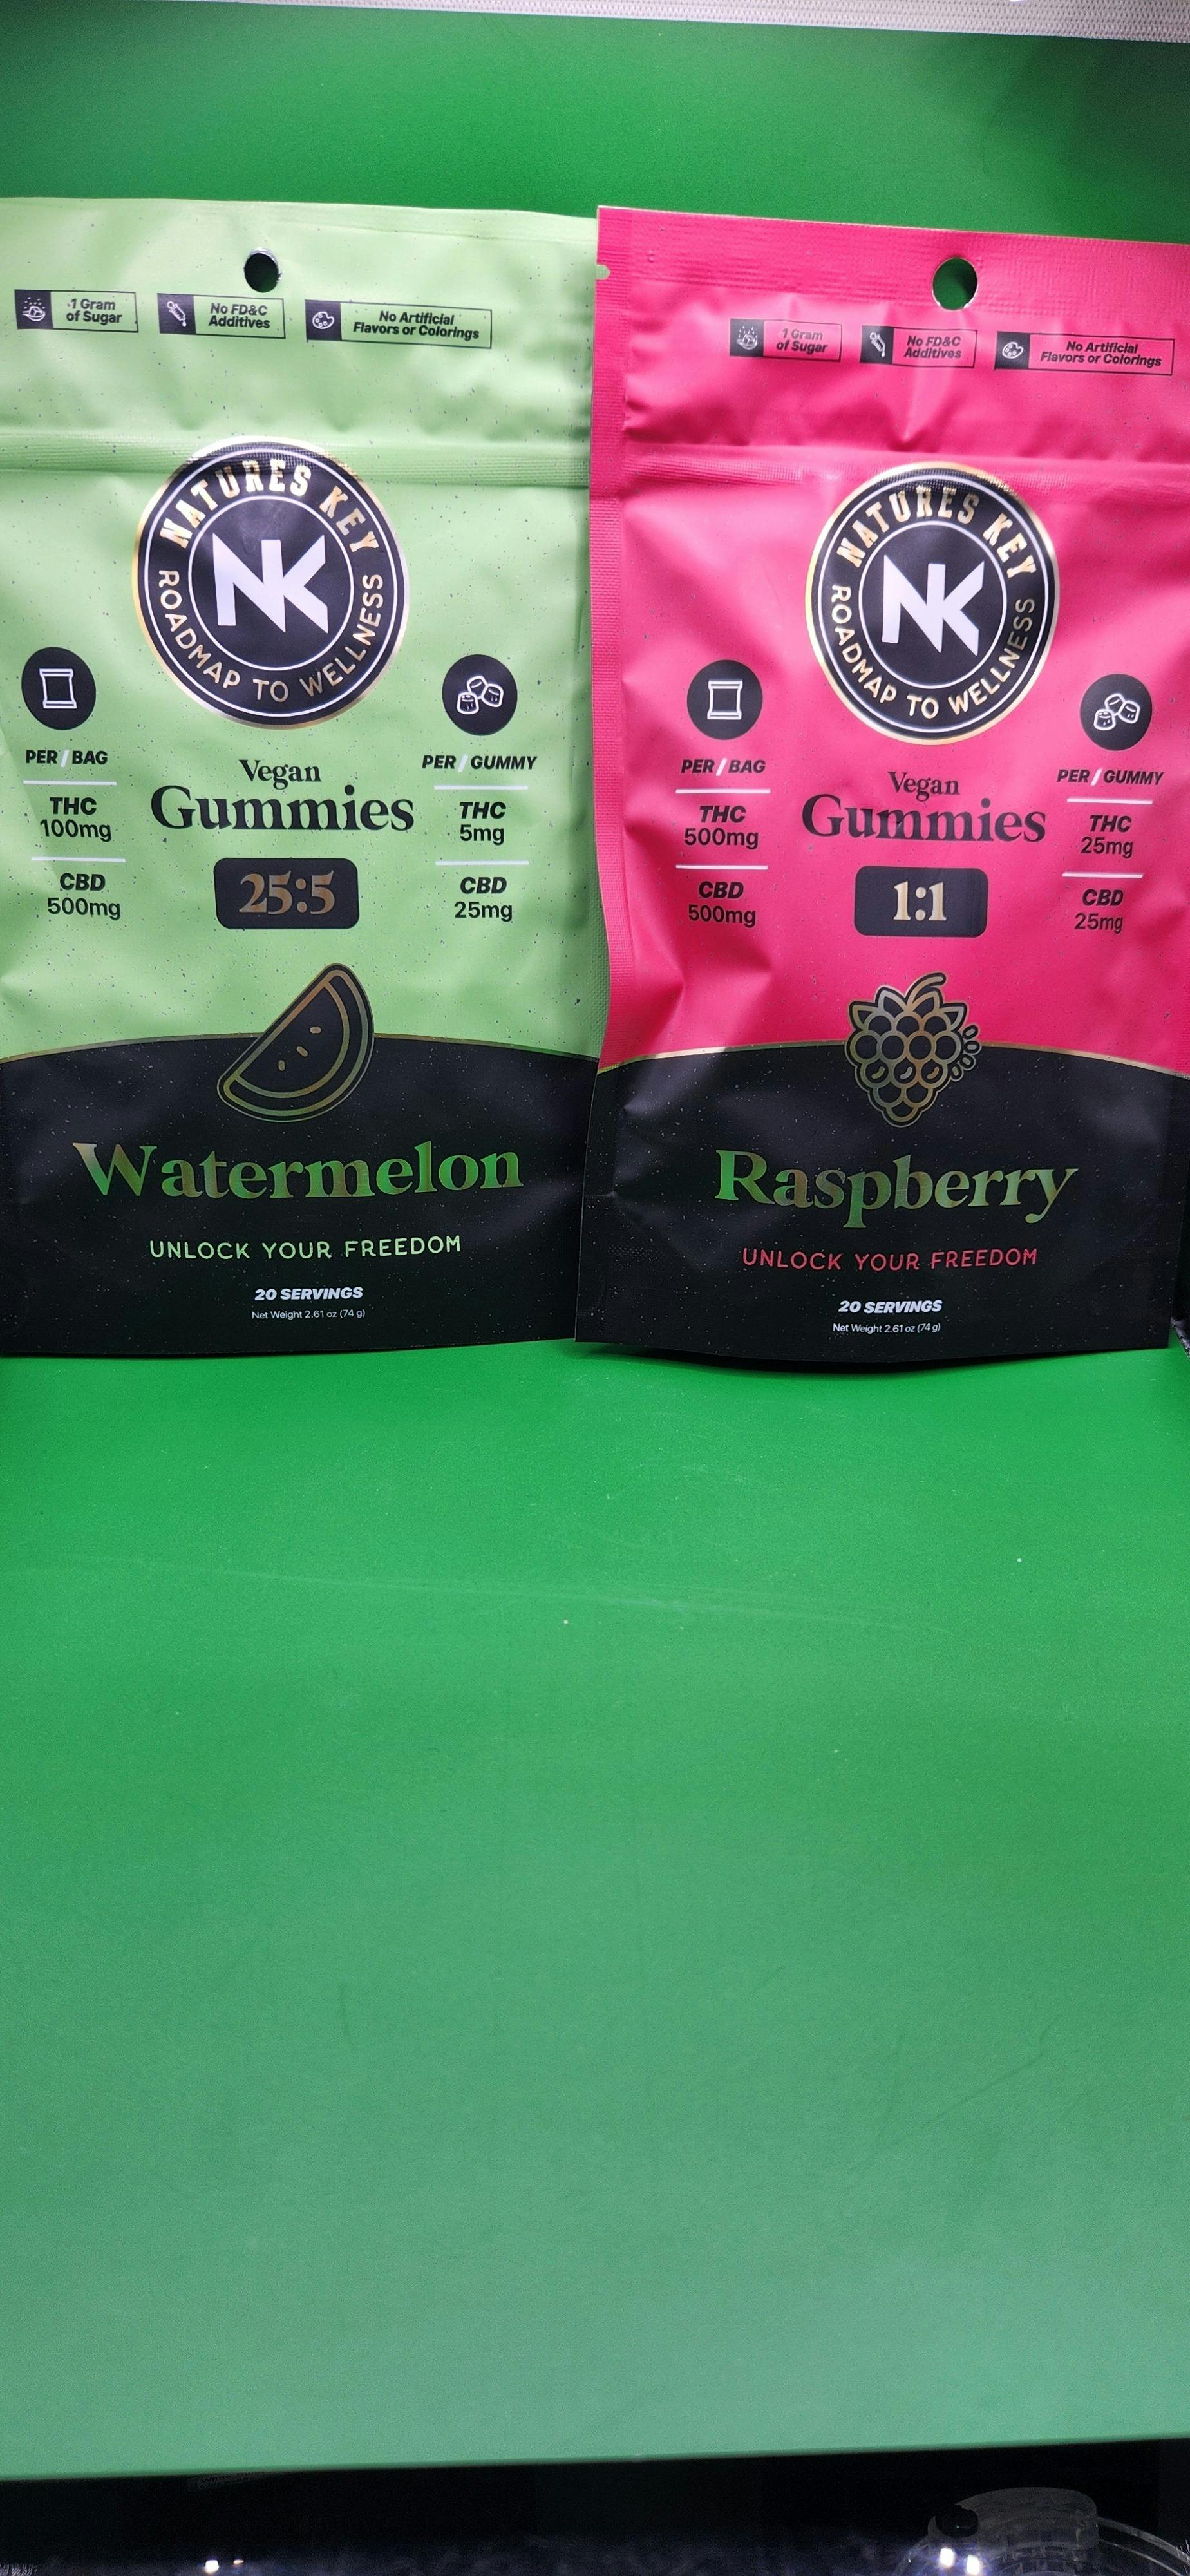 1 Gram
of Sugar
No FD&C
Additives
No Artificial
Flavors or Colorings
NATURES KEY
NK
ROADMAP TO WELLNESS
PER/BAG
THC
100mg
CBD
500mg
Vegan
Gummies
25:5
PER/GUMMY
THC
5mg
CBD
25mg
Watermelon
UNLOCK YOUR FREEDOM
20 SERVINGS
Net Weight 2.61 oz (74 g)
1 Gram
of Sugar
No FD&C
Additives
No Artificial
Flavors or Colorings
NATURES KEY
NK
ROADMAP TO WELLNESS
PER/BAG
THC
500mg
CBD
500mg
Vegan
Gummies
1:1
PER/GUMMY
THC
25mg
CBD
25mg
Raspberry
UNLOCK YOUR FREEDOM
20 SERVINGS
Net Weight 2.61 oz (74 g)